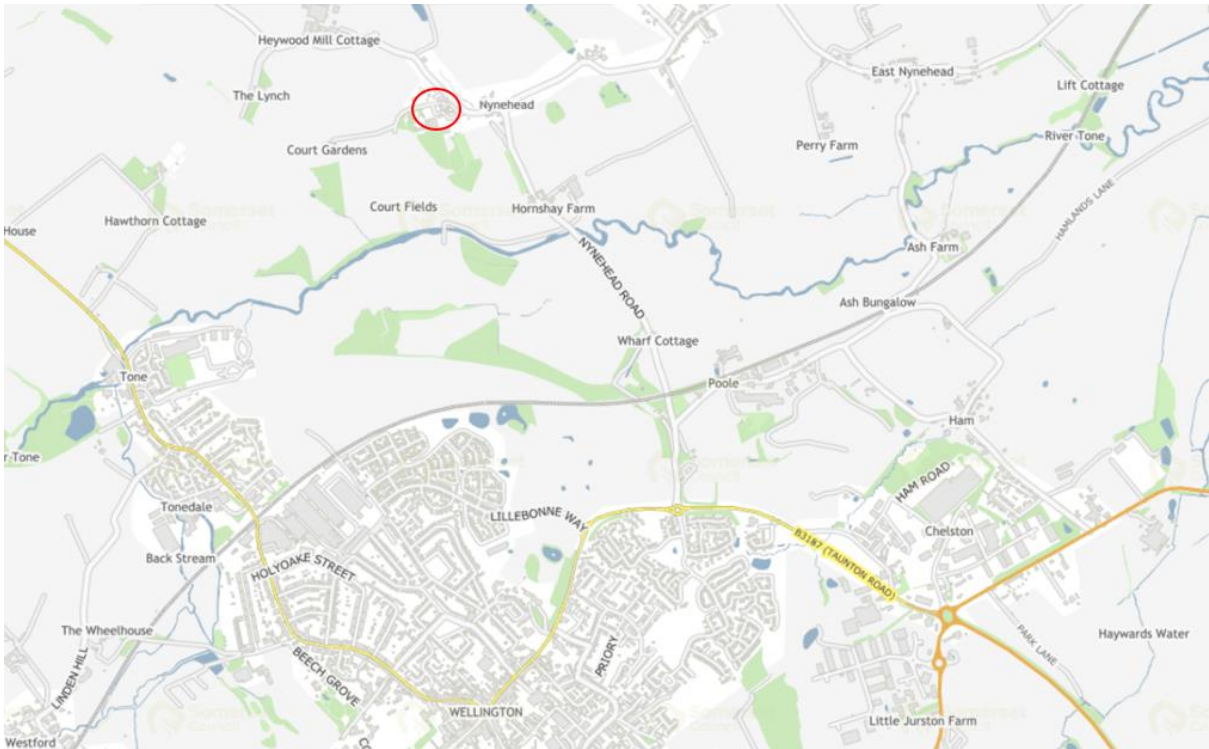 Heywood Mill Cottage
East Nynehead
Lift Cottage
The Lynch
Nynehead
River Tone
Perry Farm
Court Gardens
HAMLANDS LANE
Court Fields
Hornshay Farm
Hawthorn Cottage
House
NYNEHEAD ROAD
Ash Farm
Ash Bungalow
Wharf Cottage
Tone
Poole
Ham
r Tone
HAM ROAD
Tonedale
LILLEBONNE WAY
Chelston
B3187 (TAUNTON ROAD)
Back Stream
HOLYOAKE STREET
The Wheelhouse
PARK LANE
Haywards Water
LINDEN HILL
BEECH GROVE
PRIORY
WELLINGTON
Little Jurston Farm
Westford